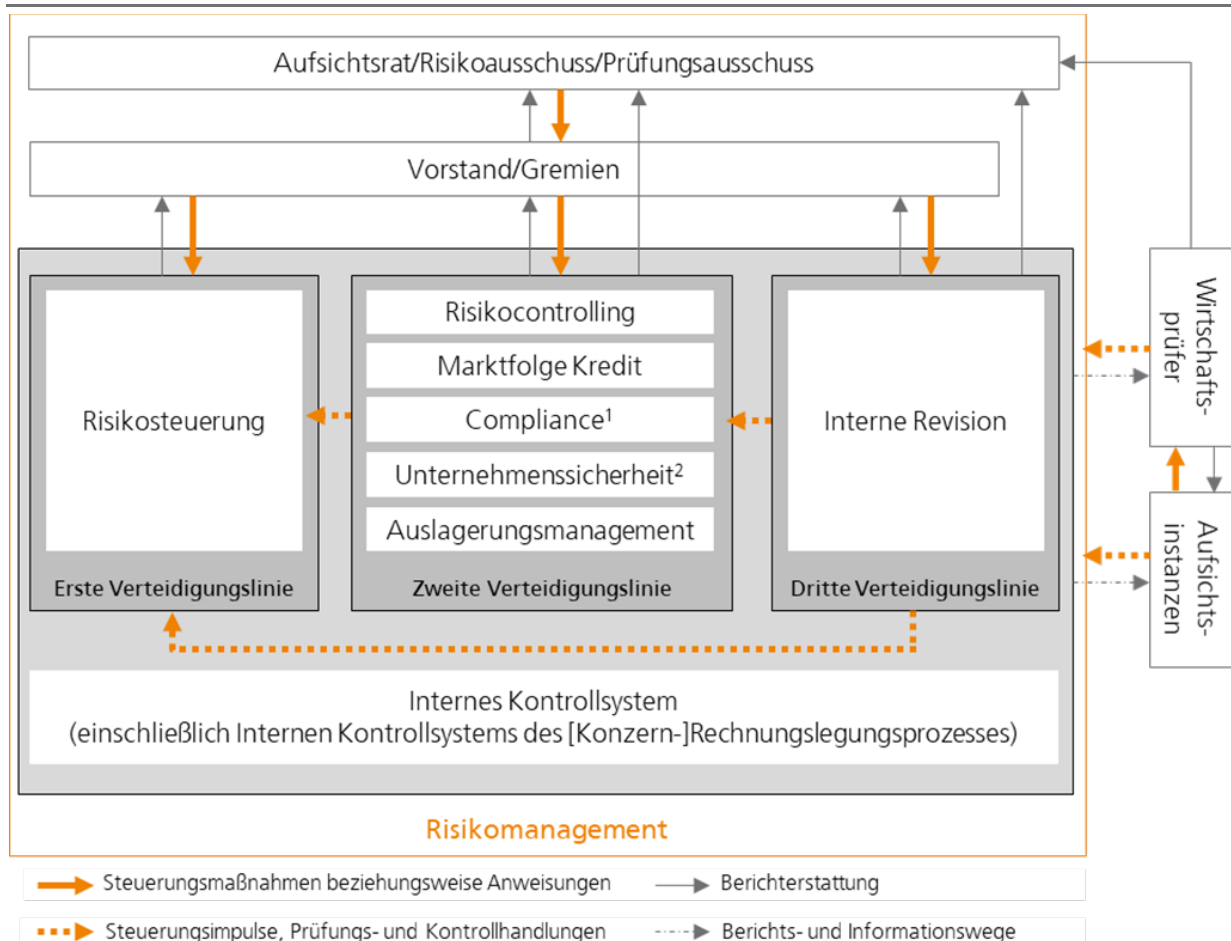 Aufsichtsrat/Risikoausschuss/Prüfungsausschuss
Vorstand/Gremien
Risikosteuerung
Erste Verteidigungslinie
Risikocontrolling
Marktfolge Kredit
Compliance¹
Unternehmenssicherheit²
Auslagerungsmanagement
Zweite Verteidigungslinie
Interne Revision
Dritte Verteidigungslinie
Wirtschafts-
prüfer
Aufsichts-
instanzen
Internes Kontrollsystem
(einschließlich Internen Kontrollsystems des [Konzern-]Rechnungslegungsprozesses)
Risikomanagement
Steuerungsmaßnahmen beziehungsweise Anweisungen
Berichterstattung
Steuerungsimpulse, Prüfungs- und Kontrollhandlungen
Berichts- und Informationswege